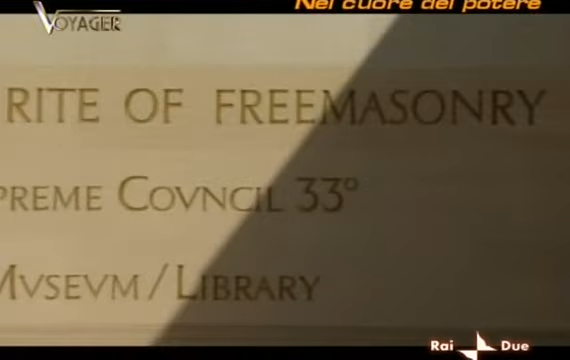 VOYAGER
Nel cuore del potere
RITE OF FREEMASONRY
PREME COVNCIL 33°
MVSEVM/LIBRARY
Rai Due